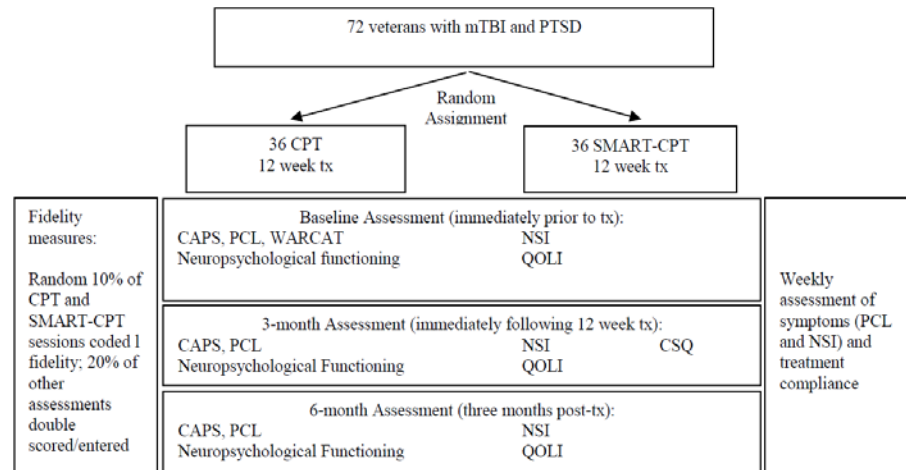 72 veterans with mTBI and PTSD
Random
Assignment
36 CPT
12 week tx
36 SMART-CPT
12 week tx
Fidelity
measures:
Random 10% of
CPT and
SMART-CPT
sessions coded l
fidelity; 20% of
other
assessments
double
scored/entered
Baseline Assessment (immediately prior to tx):
CAPS, PCL, WARCAT NSI
Neuropsychological functioning QOLI
3-month Assessment (immediately following 12 week tx):
CAPS, PCL NSI CSQ
Neuropsychological Functioning QOLI
6-month Assessment (three months post-tx):
CAPS, PCL NSI
Neuropsychological Functioning QOLI
Weekly
assessment of
symptoms (PCL
and NSI) and
treatment
compliance